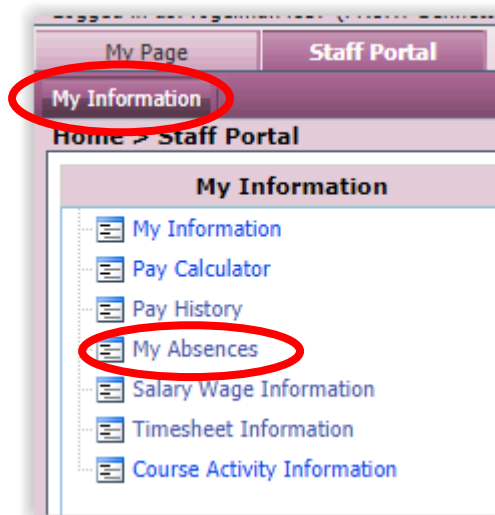 My Page Staff Portal
My Information
Home > Staff Portal
My Information
My Information
Pay Calculator
Pay History
My Absences
Salary Wage Information
Timesheet Information
Course Activity Information